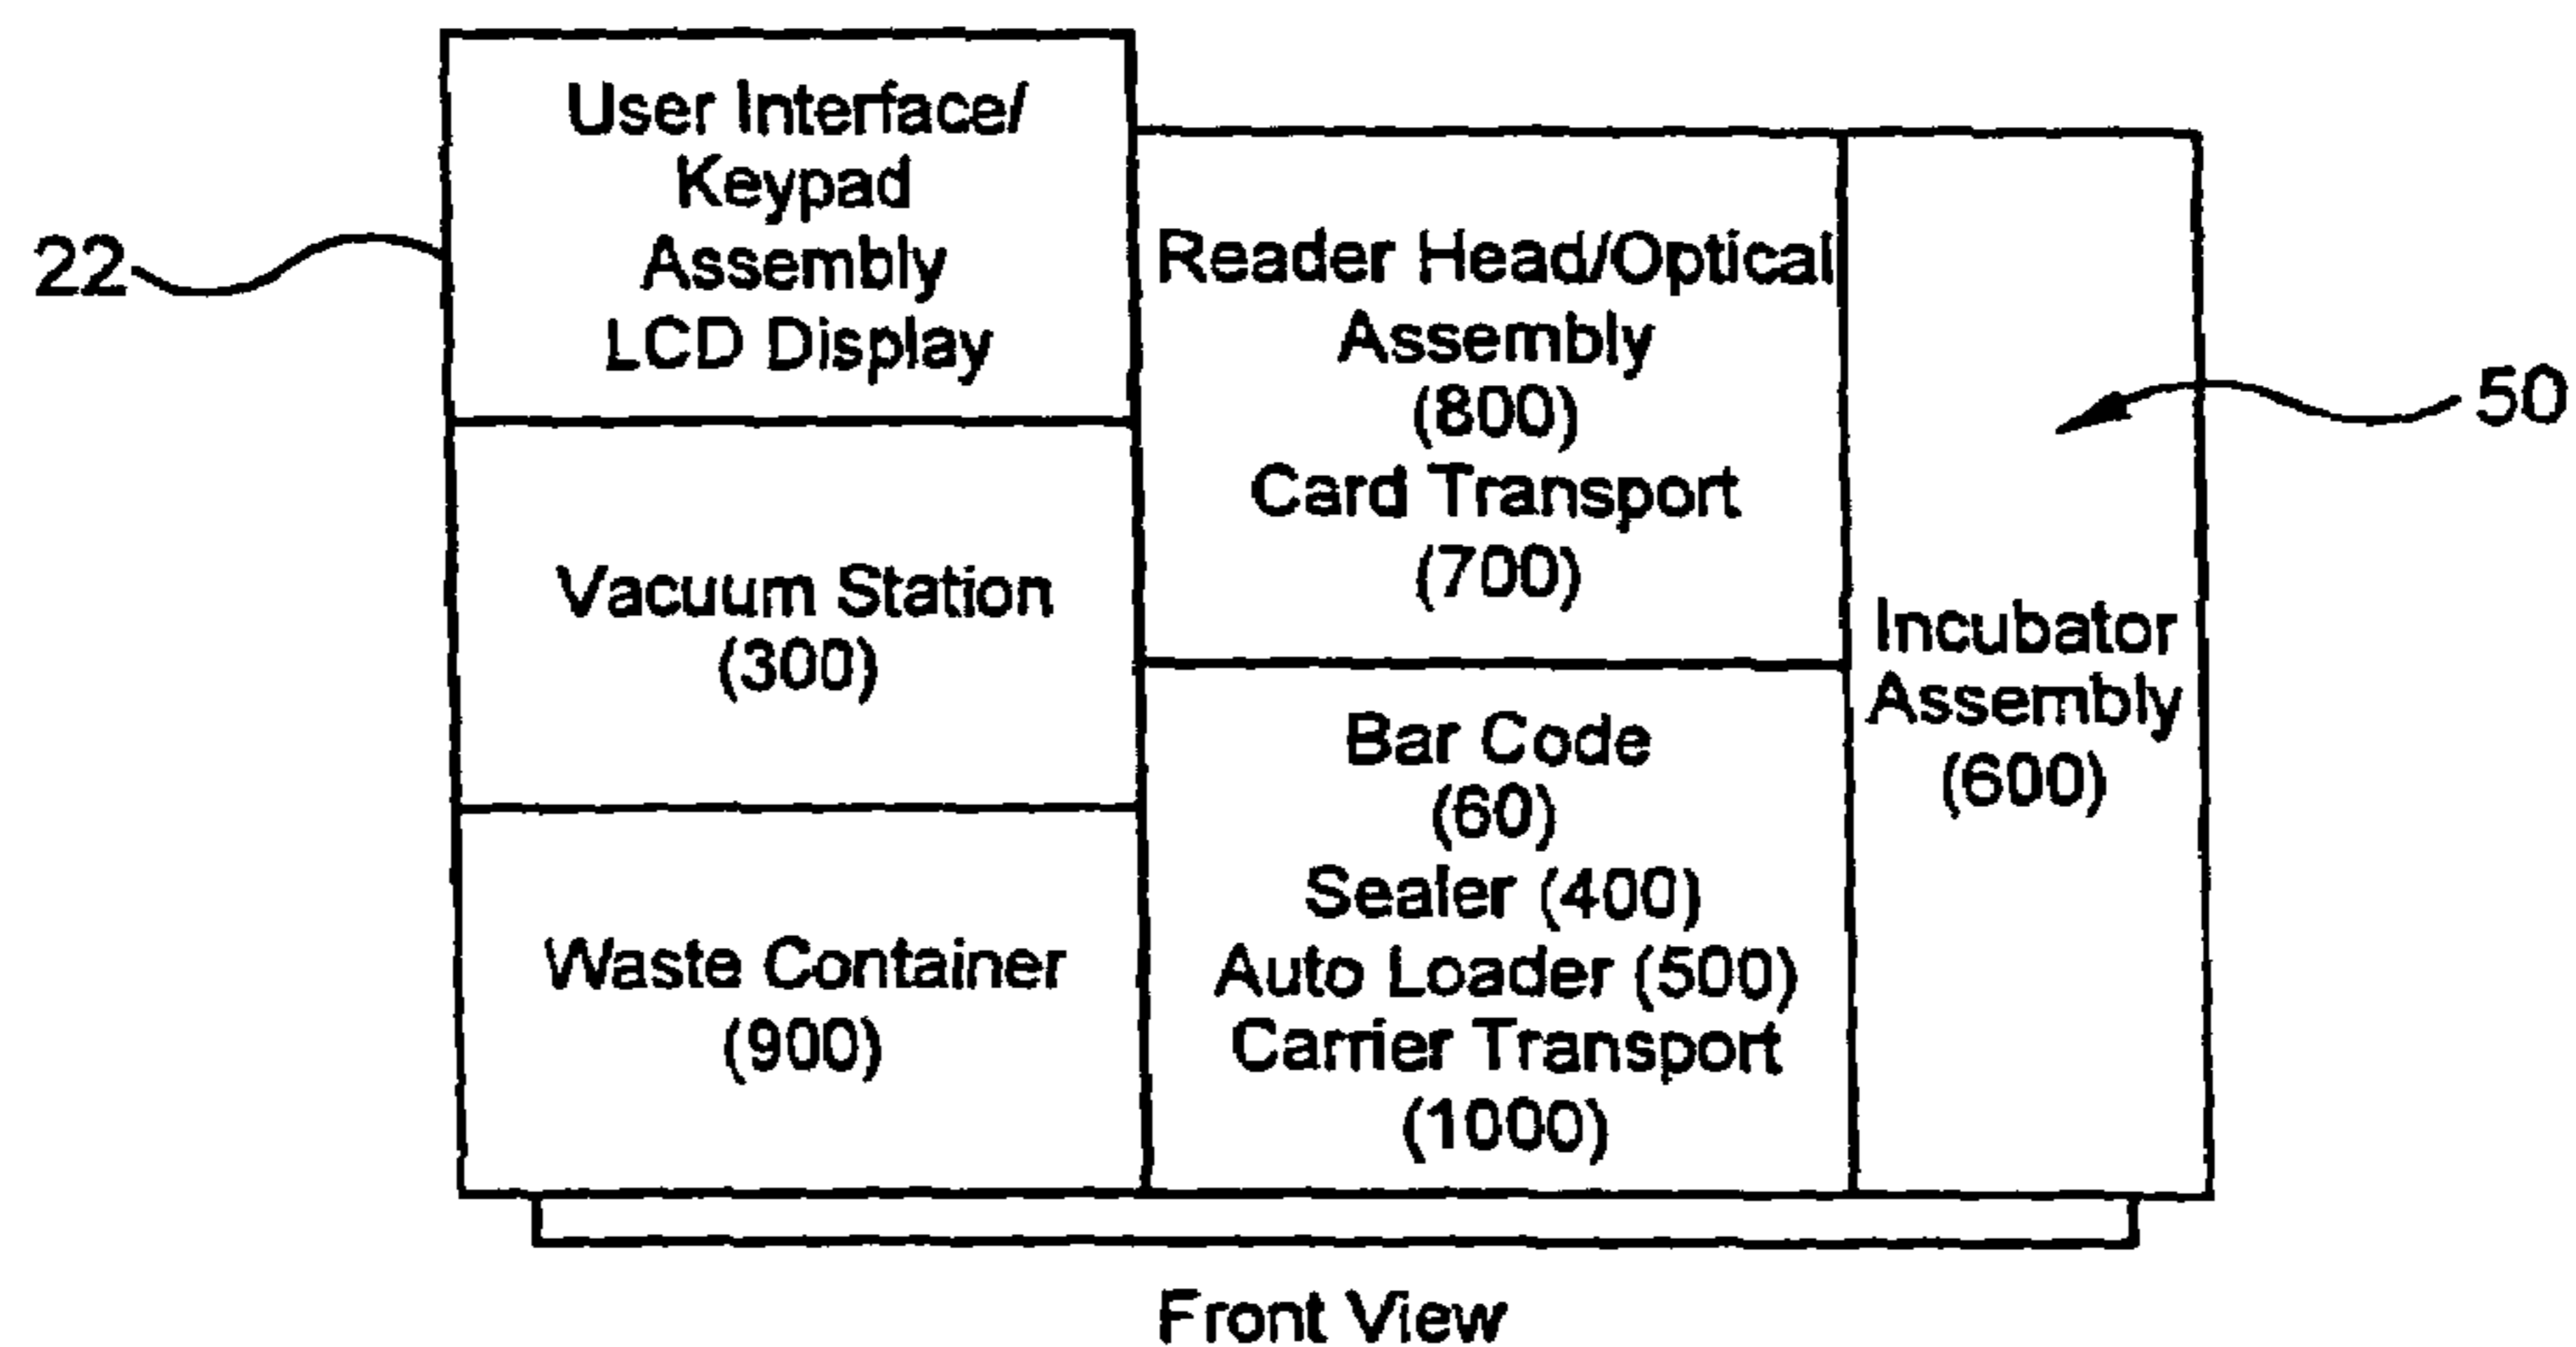 User Interface/
Keypad
Assembly
LCD Display
22
Vacuum Station
(300)
Waste Container
(900)
Reader Head/Optical
Assembly
(800)
Card Transport
(700)
Bar Code
(60)
Sealer (400)
Auto Loader (500)
Carrier Transport
(1000)
50
Incubator
Assembly
(600)
Front View